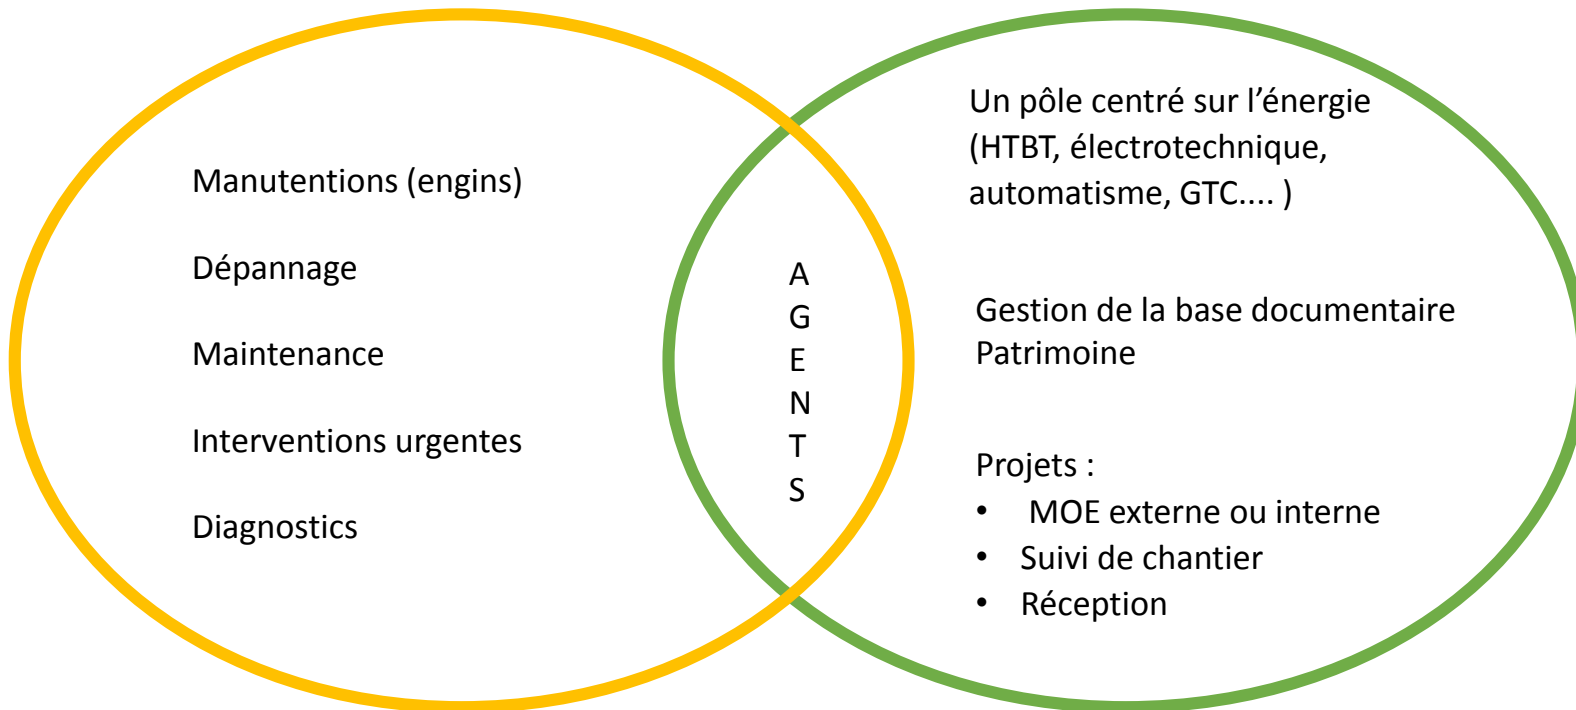 Manutentions (engins)
Dépannage
Maintenance
Interventions urgentes
Diagnostics
A
G
E
N
T
S
Un pôle centré sur l’énergie
(HTBT, électrotechnique,
automatisme, GTC.... )
Gestion de la base documentaire
Patrimoine
Projets :
• MOE externe ou interne
• Suivi de chantier
• Réception